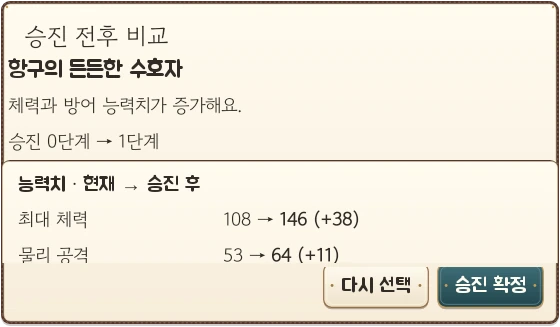 승진 전후 비교
항구의 든든한 수호자
체력과 방어 능력치가 증가해요.
승진 0단계 → 1단계
능력치 · 현재 → 승진 후
최대 체력 108 → 146 (+38)
물리 공격 53 → 64 (+11)
다시 선택 승진 확정